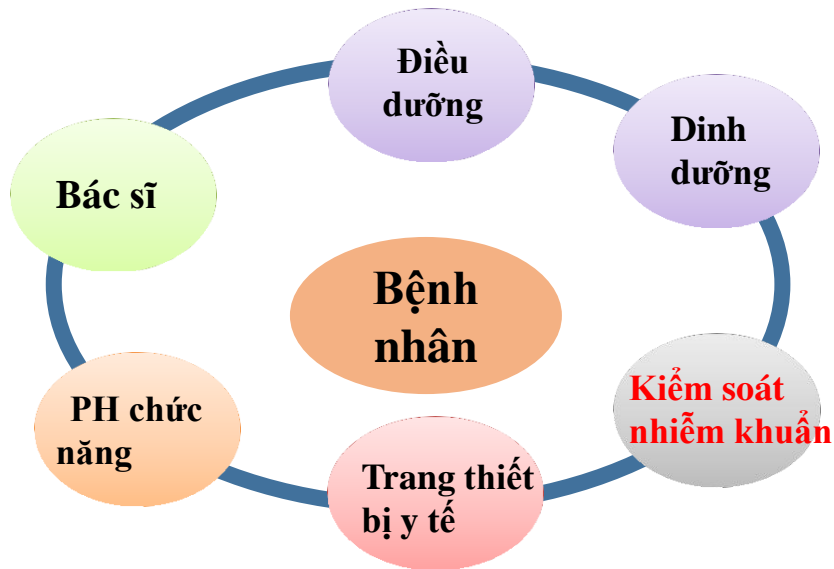 Điều
dưỡng
Dinh
dưỡng
Bác sĩ
Bệnh
nhân
Kiểm soát
nhiễm khuẩn
PH chức
năng
Trang thiết
bị y tế